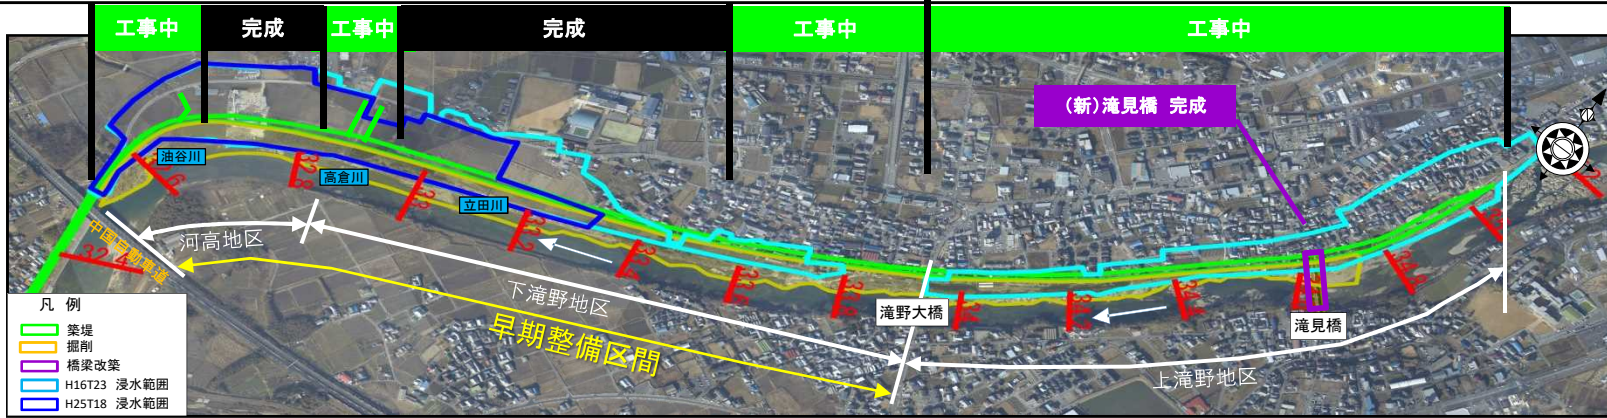 工事中
完成
工事中
完成
工事中
工事中
(新)滝見橋 完成
油谷川
高倉川
立田川
河高地区
中国自動車道
32.4
下滝野地区
早期整備区間
滝野大橋
滝見橋
上滝野地区
凡 例
築堤
掘削
橋梁改築
H16T23 浸水範囲
H25T18 浸水範囲